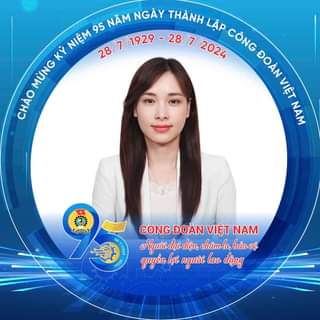 CHÀO MỪNG KỶ NIỆM 95 NĂM NGÀY THÀNH LẬP CÔNG ĐOÀN VIỆT NAM
28. 7. 1929 - 28. 7. 2024
95
CÔNG ĐOÀN VIỆT NAM
Người đại diện, chăm lo, bảo vệ
quyền lợi người lao động